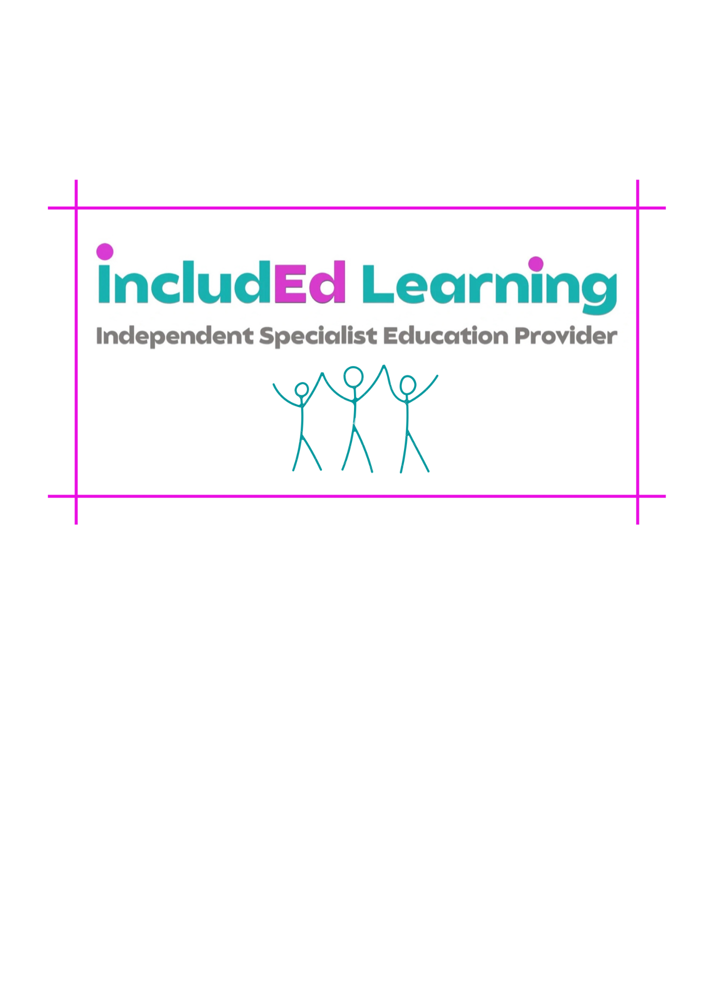 includEd Learning
Independent Specialist Education Provider